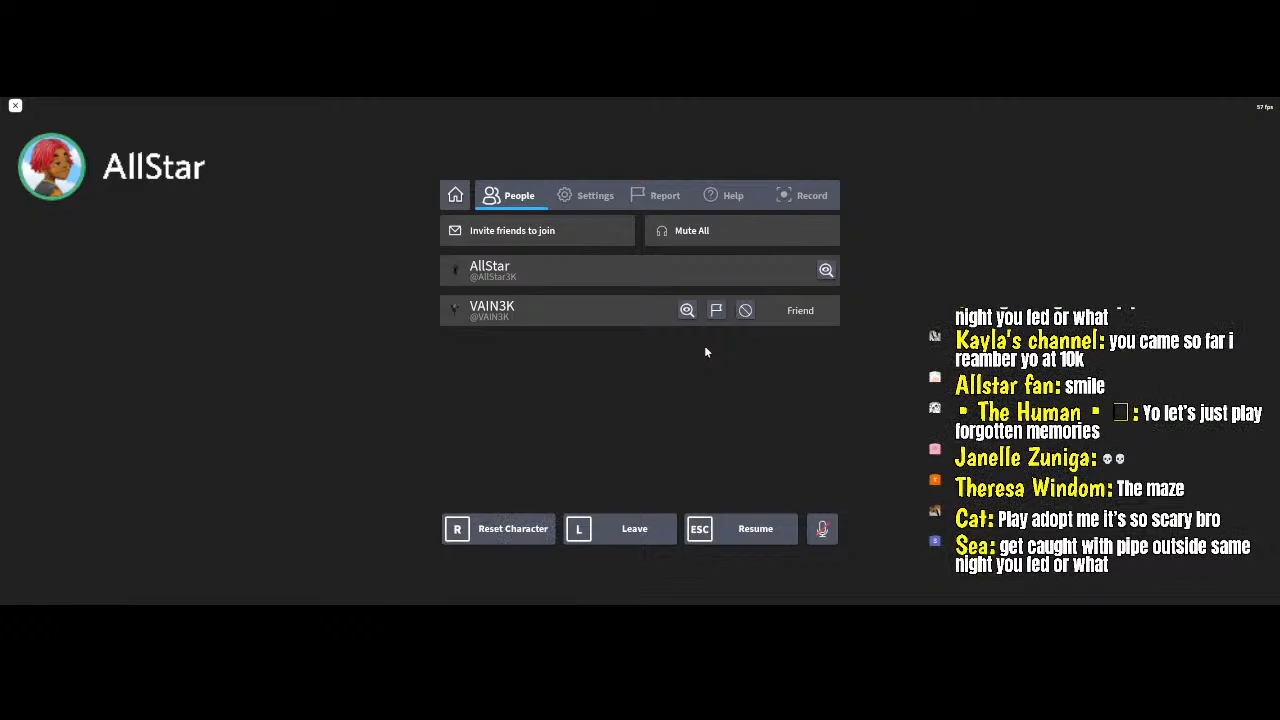 57 fps
AllStar
People
Settings
Report
Help
Record
Invite friends to join
Mute All
AllStar
@AllStar3K
VAIN3K
@VAIN3K
Friend
R
Reset Character
L
Leave
ESC
Resume
night you fed or what
Kayla's channel: you came so far i
reamber yo at 10k
Allstar fan: smile
▪ The Human ▪ □: Yo let's just play
forgotten memories
Janelle Zuniga: 💀💀
Theresa Windom: The maze
Cat: Play adopt me it's so scary bro
Sea: get caught with pipe outside same
night you fed or what